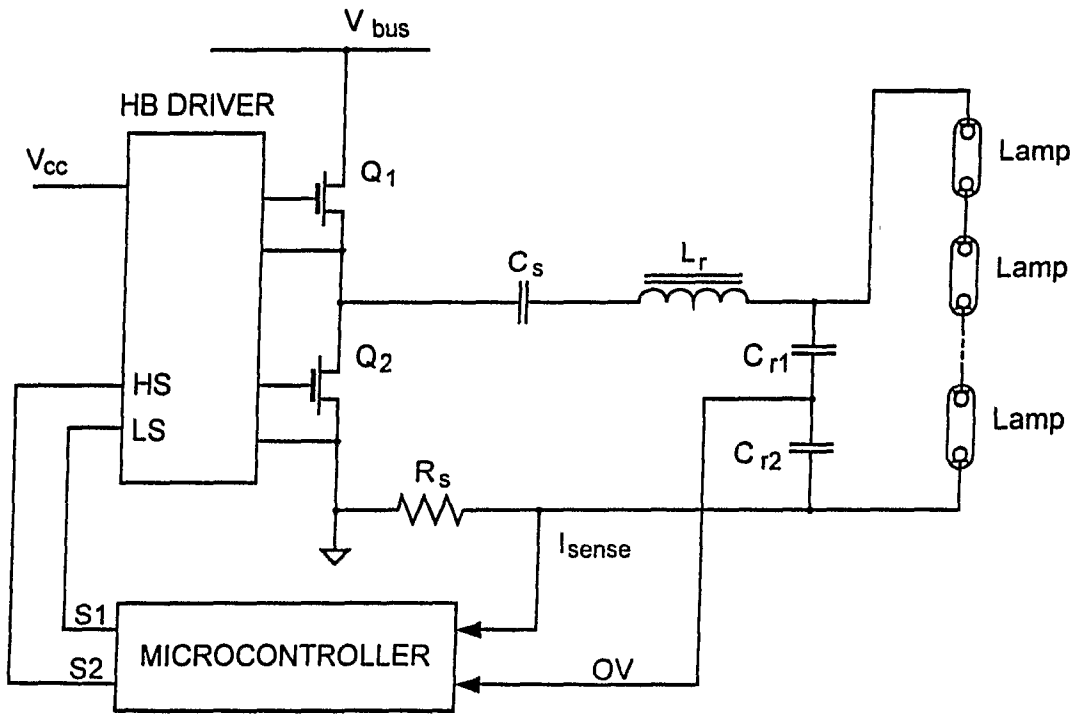 V bus
HB DRIVER
Vcc
Q1
Lamp
Cs
Lr
Lamp
Cr1
Q2
HS
LS
Lamp
Cr2
Rs
Isense
S1
MICROCONTROLLER
S2
OV